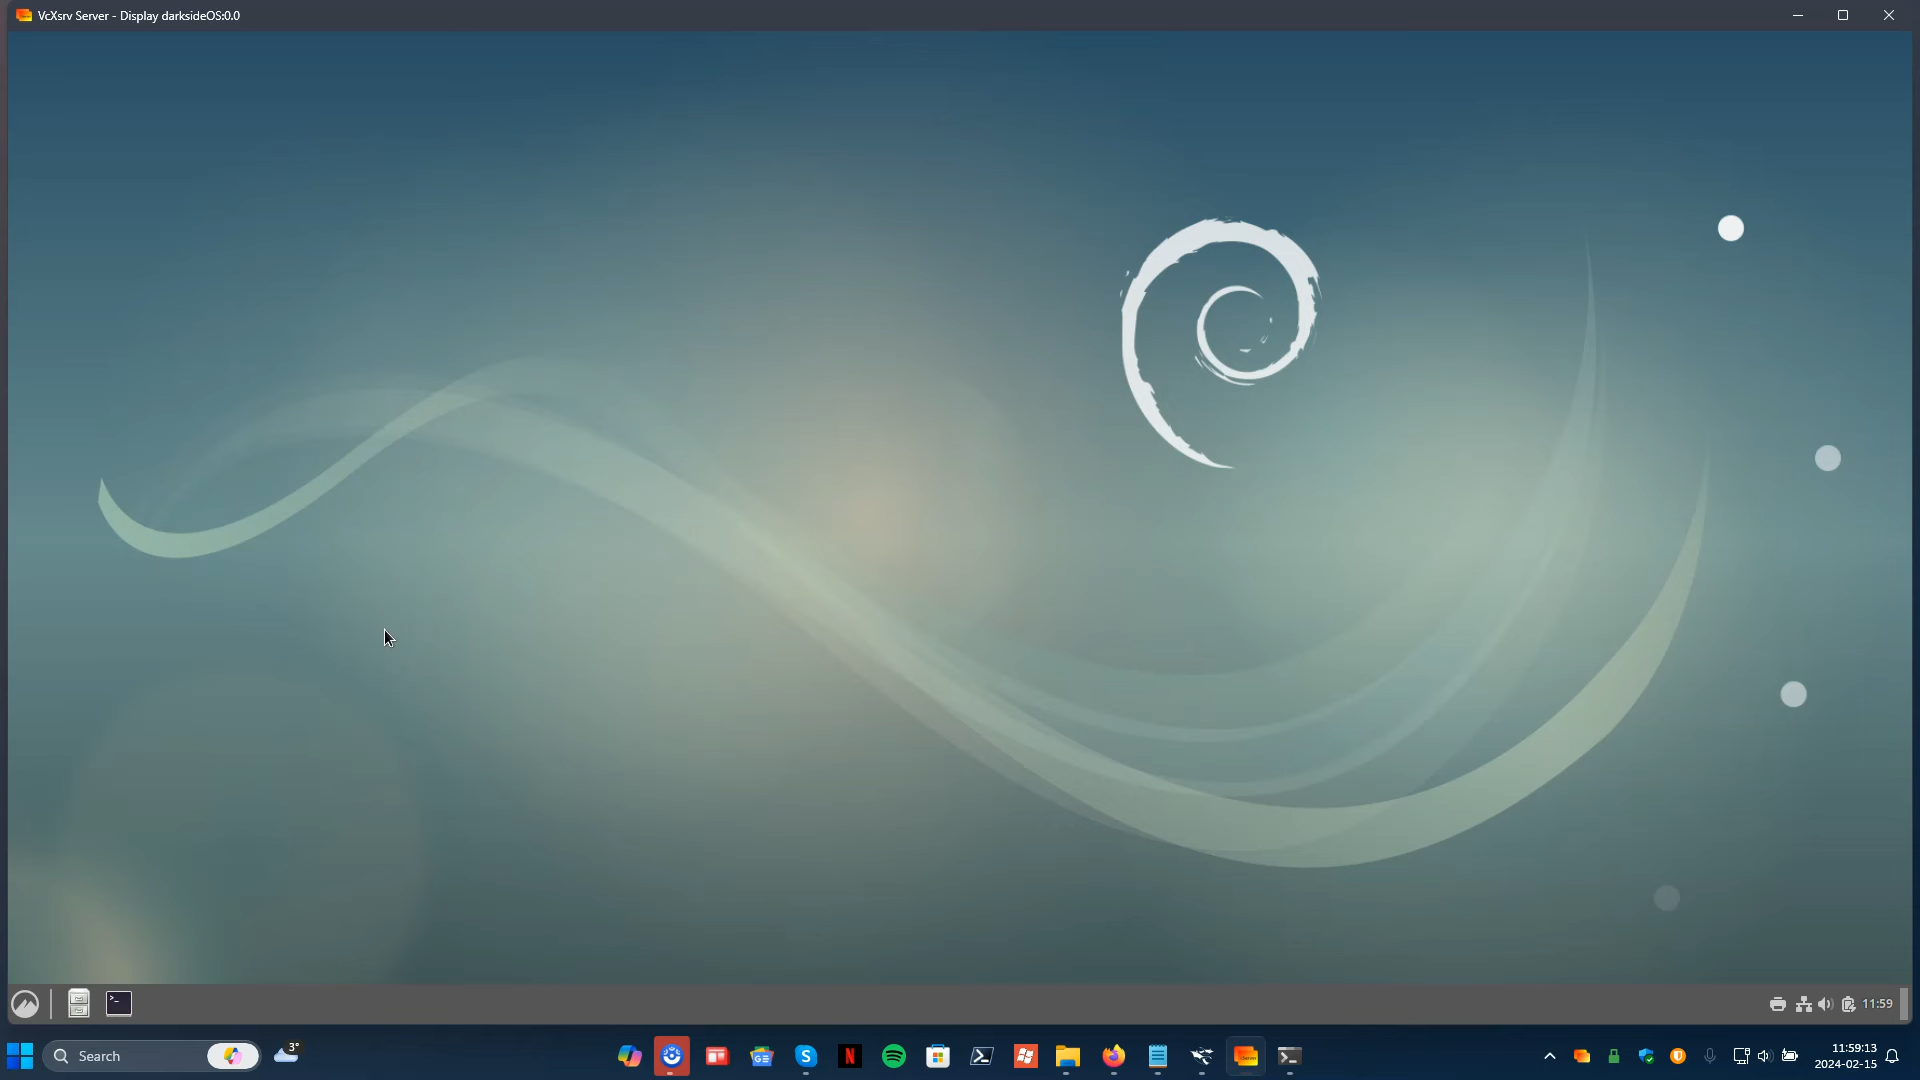 VcXsrv Server - Display darksideOS:0.0
11:59
Search
3°
11:59:13
2024-02-15